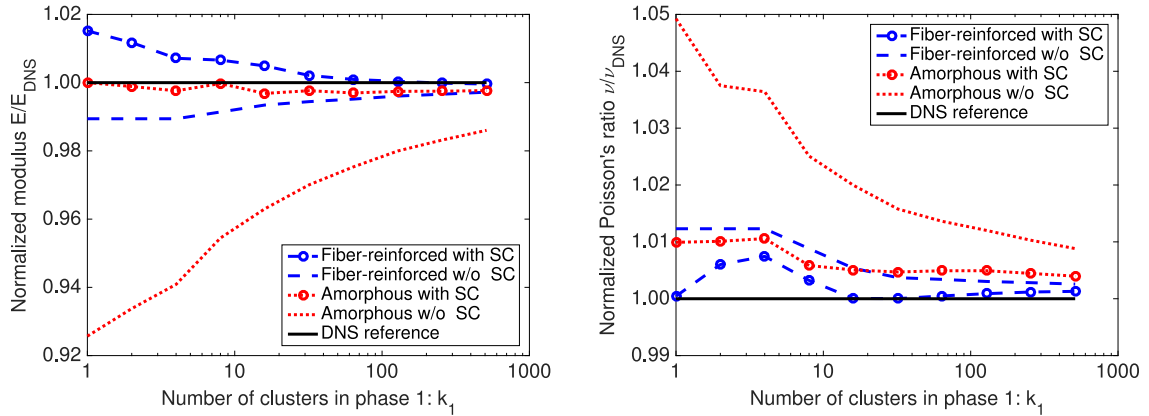 1.02
1.00
0.98
0.96
0.94
0.92
Normalized modulus E/E_DNS
1
10
100
1000
Number of clusters in phase 1: k_1
Fiber-reinforced with SC
Fiber-reinforced w/o SC
Amorphous with SC
Amorphous w/o SC
DNS reference
1.05
1.04
1.03
1.02
1.01
1.00
0.99
Normalized Poisson's ratio ν/ν_DNS
1
10
100
1000
Number of clusters in phase 1: k_1
Fiber-reinforced with SC
Fiber-reinforced w/o SC
Amorphous with SC
Amorphous w/o SC
DNS reference